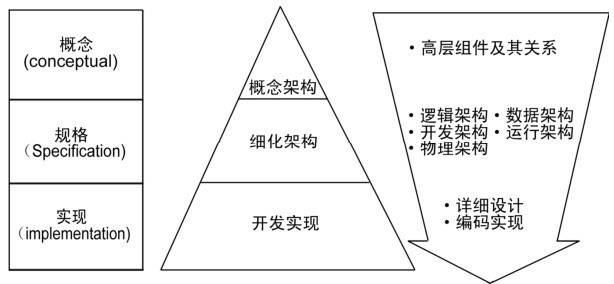 概念
(conceptual)
规格
（Specification)
实现
（implementation)
概念架构
细化架构
开发实现
·高层组件及其关系
·逻辑架构·数据架构
·开发架构·运行架构
·物理架构
·详细设计
·编码实现